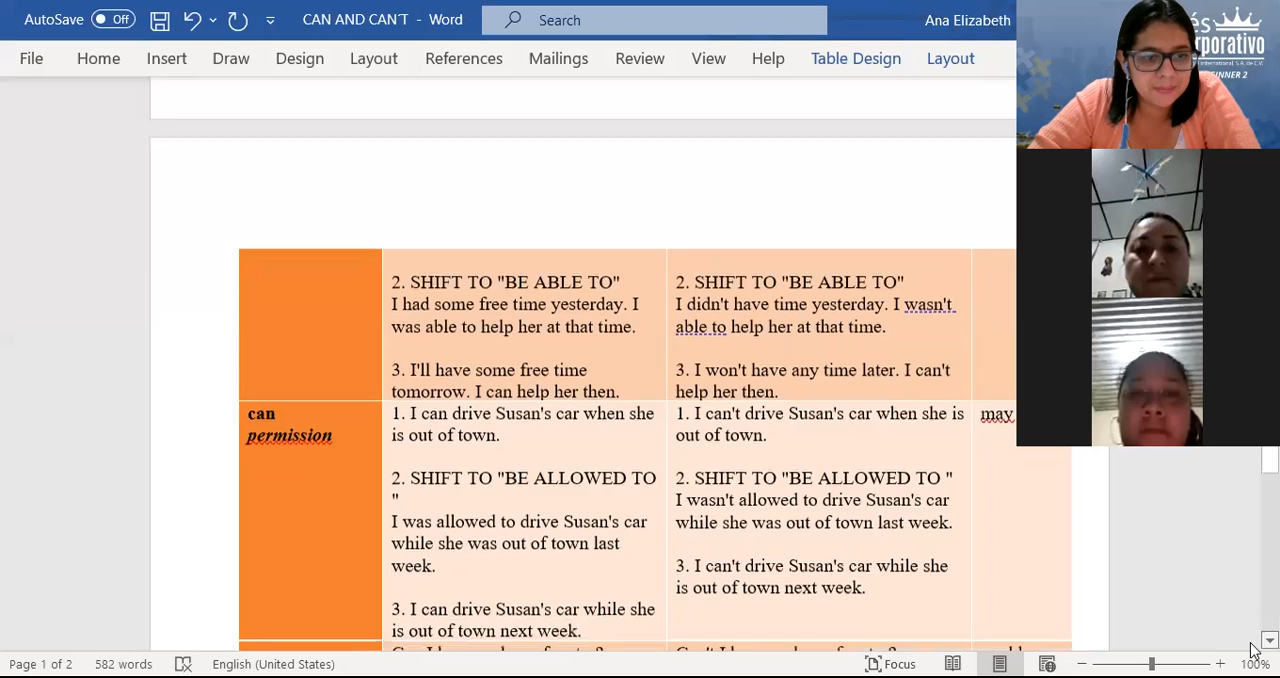 AutoSave Off CAN AND CAN'T - Word Search Ana Elizabeth
File Home Insert Draw Design Layout References Mailings Review View Help Table Design Layout
és
rporativo
INNER 2
2. SHIFT TO "BE ABLE TO"
I had some free time yesterday. I
was able to help her at that time.
3. I'll have some free time
tomorrow. I can help her then.
2. SHIFT TO "BE ABLE TO"
I didn't have time yesterday. I wasn't
able to help her at that time.
3. I won't have any time later. I can't
help her then.
can
permission
1. I can drive Susan's car when she
is out of town.
2. SHIFT TO "BE ALLOWED TO
"
I was allowed to drive Susan's car
while she was out of town last
week.
3. I can drive Susan's car while she
is out of town next week.
1. I can't drive Susan's car when she is
out of town.
2. SHIFT TO "BE ALLOWED TO "
I wasn't allowed to drive Susan's car
while she was out of town last week.
3. I can't drive Susan's car while she
is out of town next week.
may
Page 1 of 2 582 words English (United States) Focus 100%